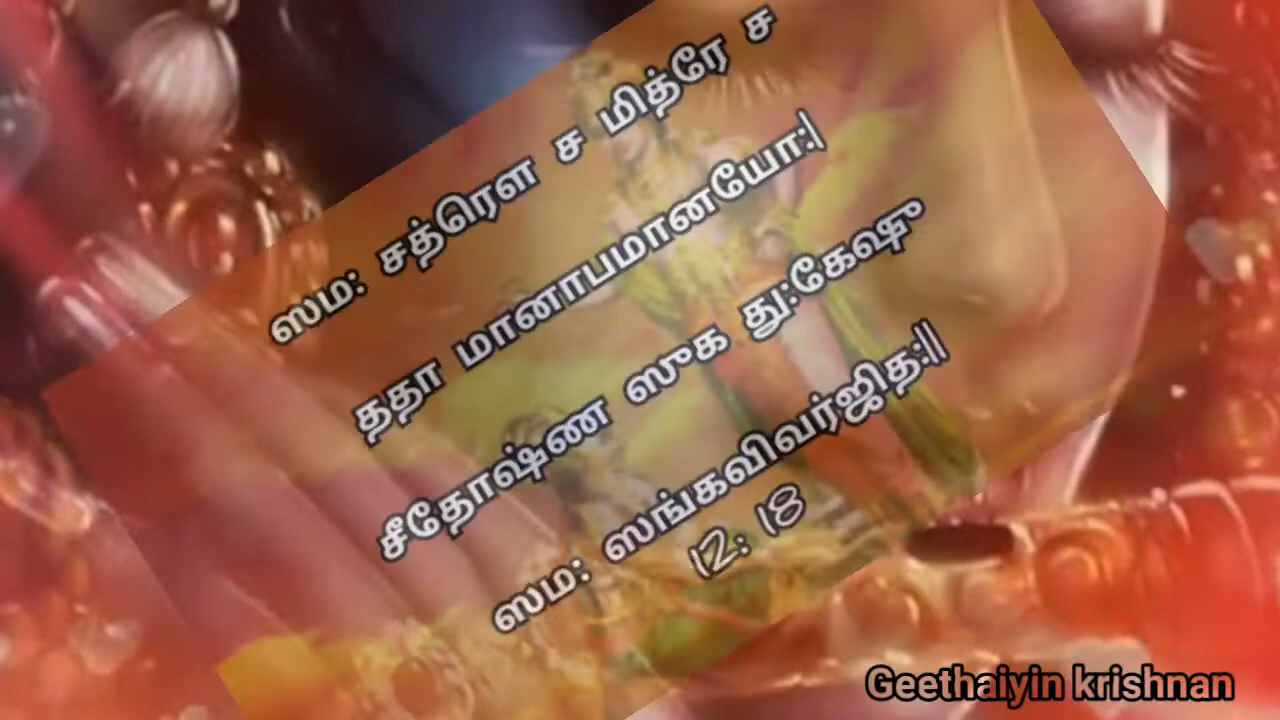 ஸம: சத்ரௌ ச மித்ரே ச
ததா மானாபமானயோ:|
சீதோஷ்ண ஸுக து:கேஷு
ஸம: ஸங்கவிவர்ஜித:||
12: 18
Geethaiyin krishnan